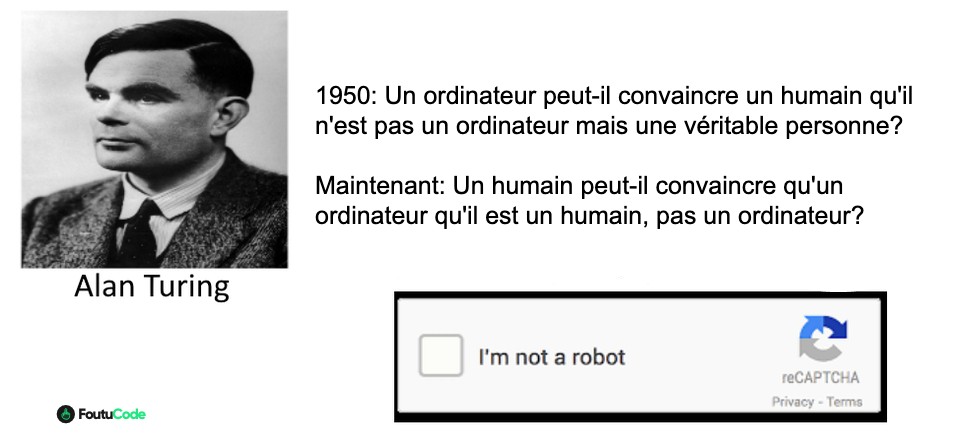 1950: Un ordinateur peut-il convaincre un humain qu'il
n'est pas un ordinateur mais une véritable personne?
Maintenant: Un humain peut-il convaincre qu'un
ordinateur qu'il est un humain, pas un ordinateur?
Alan Turing
I'm not a robot
reCAPTCHA
Privacy - Terms
FoutuCode